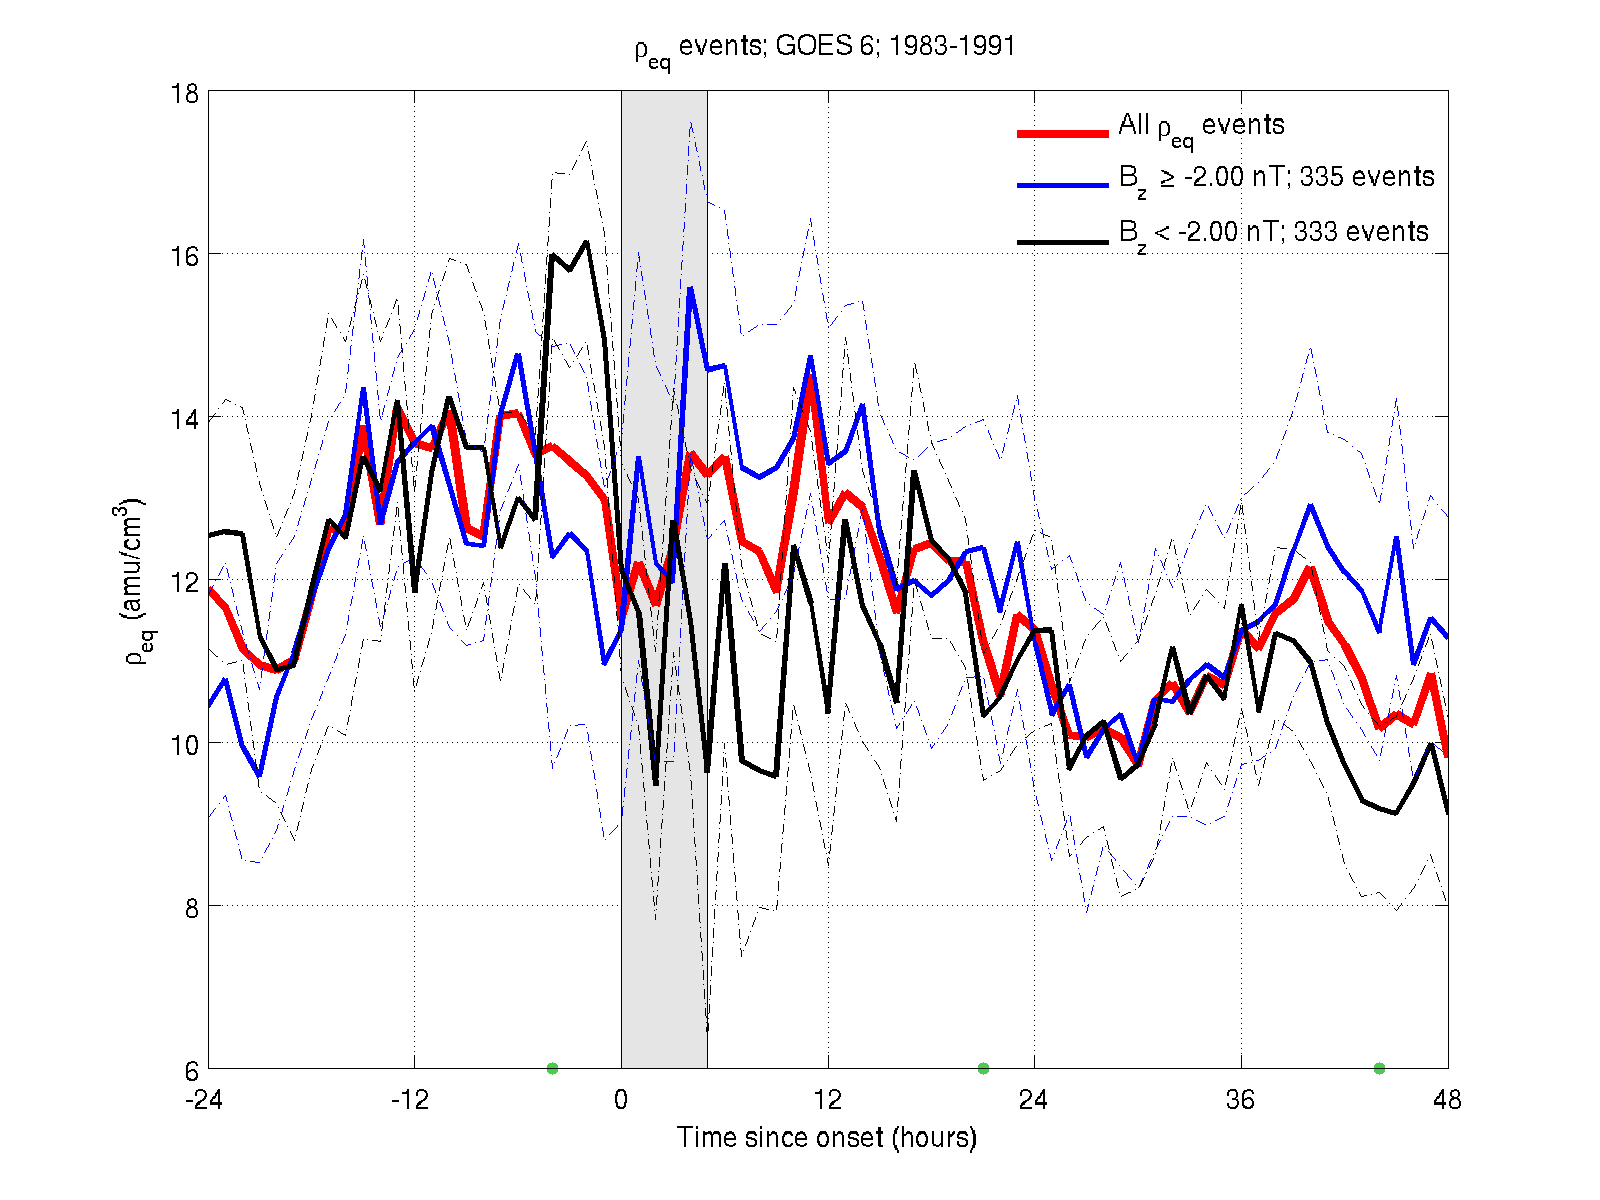 ρeq events; GOES 6; 1983-1991
All ρeq events
Bz ≥ -2.00 nT; 335 events
Bz < -2.00 nT; 333 events
18
16
14
12
10
8
6
ρeq (amu/cm³)
-24 -12 0 12 24 36 48
Time since onset (hours)